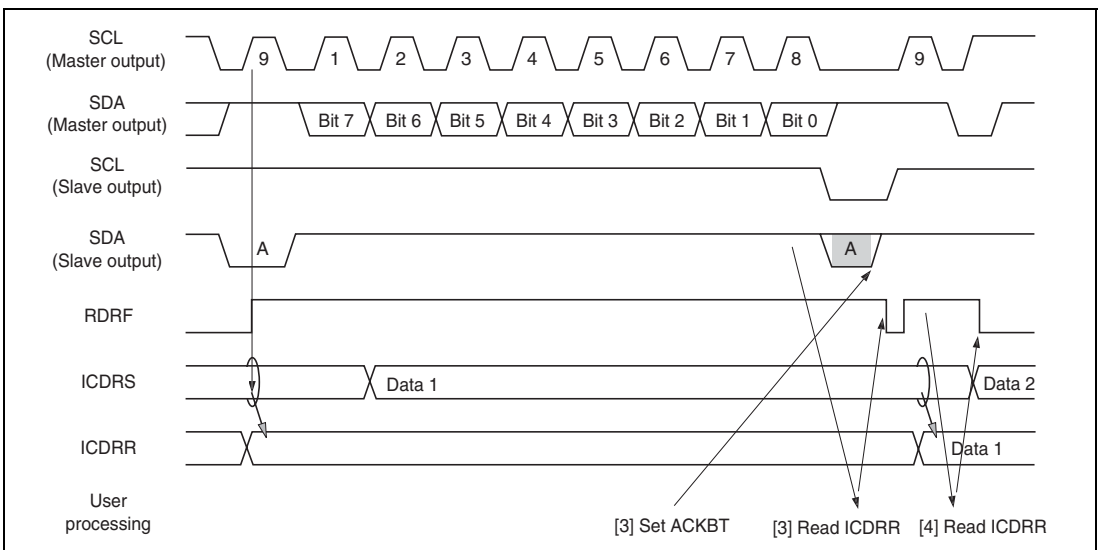 SCL
(Master output)
9 1 2 3 4 5 6 7 8 9
SDA
(Master output)
Bit 7 Bit 6 Bit 5 Bit 4 Bit 3 Bit 2 Bit 1 Bit 0
SCL
(Slave output)
SDA
(Slave output)
A A
RDRF
ICDRS
Data 1 Data 2
ICDRR
Data 1
User
processing
[3] Set ACKBT [3] Read ICDRR [4] Read ICDRR